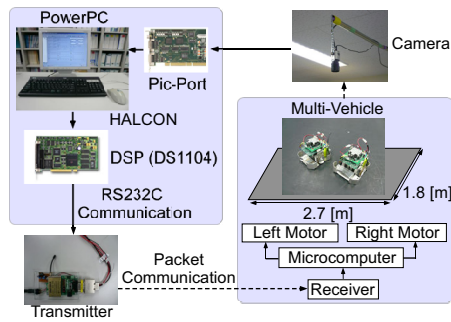 PowerPC
Camera
Pic-Port
HALCON
DSP (DS1104)
RS232C
Communication
Transmitter
Packet
Communication
Multi-Vehicle
1.8 [m]
2.7 [m]
Left Motor
Right Motor
Microcomputer
Receiver